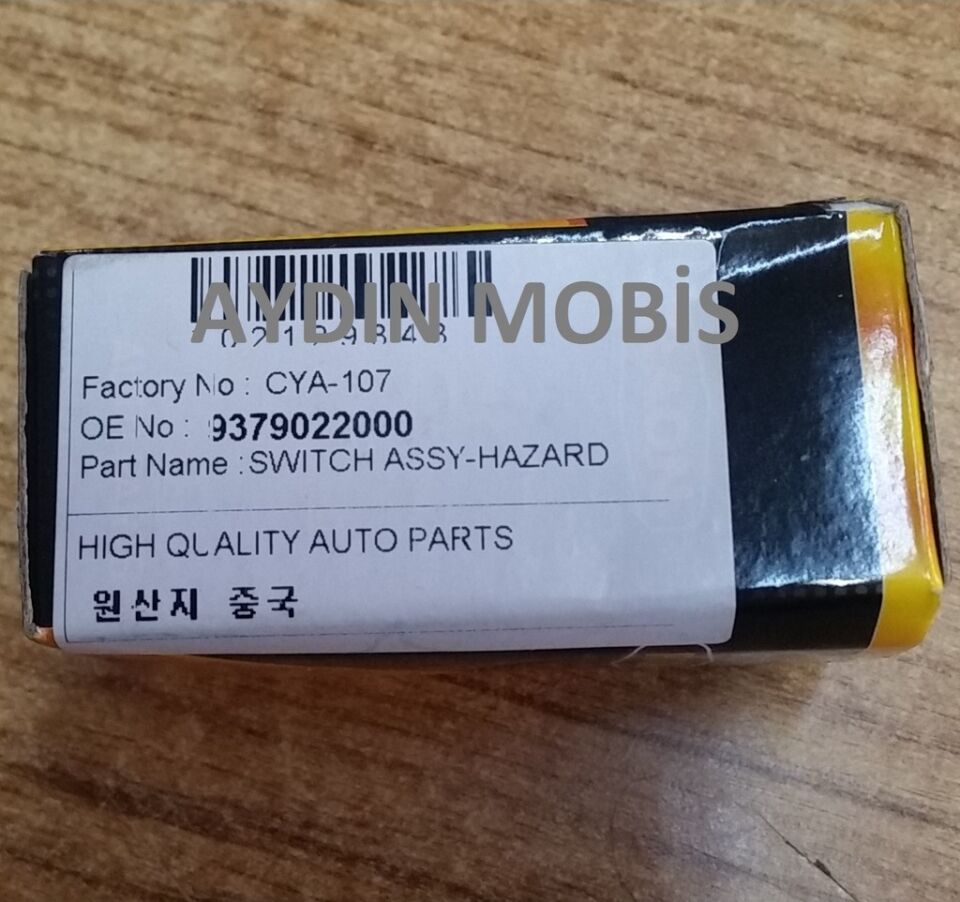 AYDIN MOBİS
Factory No : CYA-107
OE No : 9379022000
Part Name : SWITCH ASSY-HAZARD
HIGH QUALITY AUTO PARTS
원산지 중국